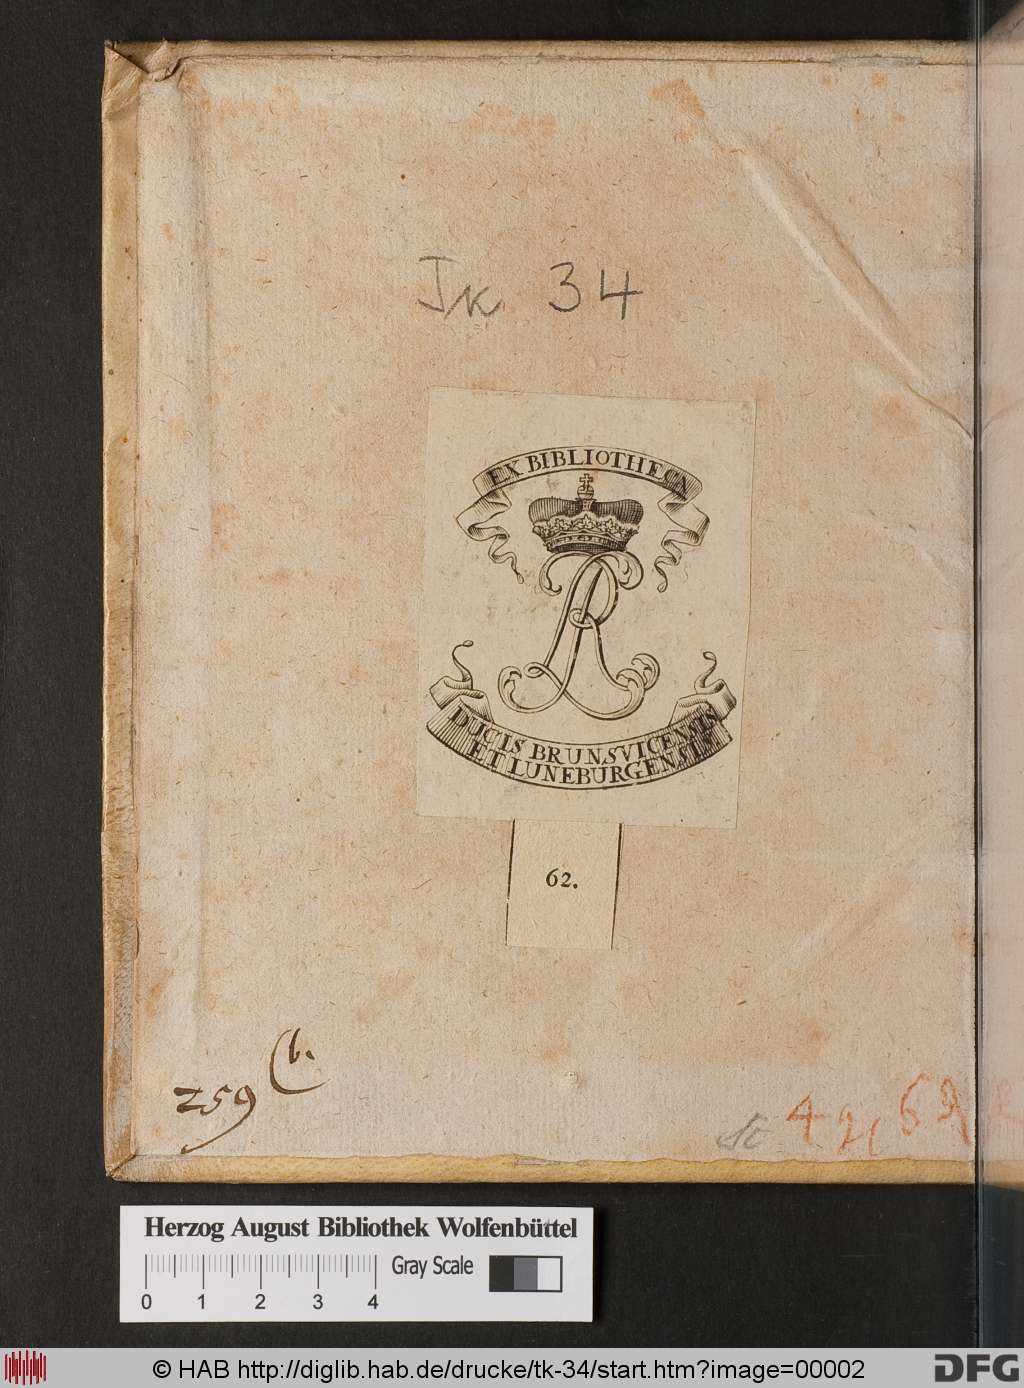 Tk 34
EX BIBLIOTHECA
DUCIS BRUNSVICENSIS
ET LUNEBURGENSIS
62.
259 b.
Herzog August Bibliothek Wolfenbüttel
Gray Scale
0 1 2 3 4
© HAB http://diglib.hab.de/drucke/tk-34/start.htm?image=00002
DFG